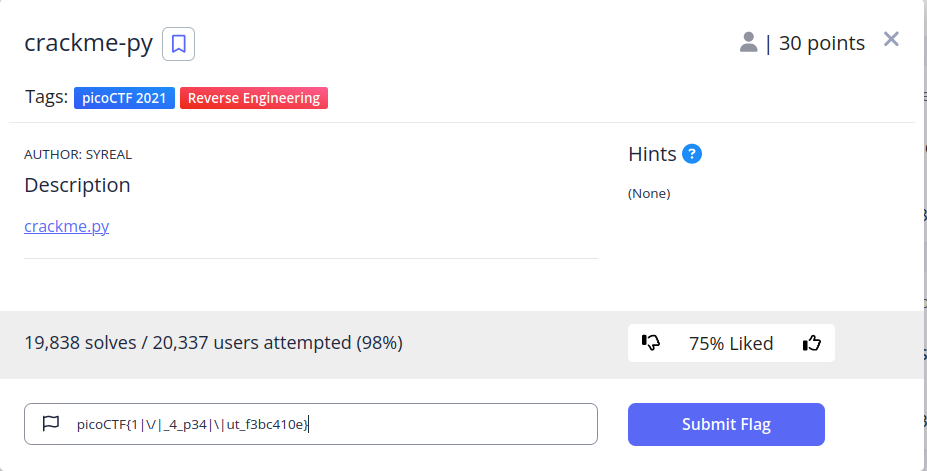 crackme-py
| 30 points
Tags: picoCTF 2021 Reverse Engineering
AUTHOR: SYREAL
Hints ?
Description
(None)
crackme.py
19,838 solves / 20,337 users attempted (98%)
75% Liked
picoCTF{1|\/|_4_p34|\|ut_f3bc410e}
Submit Flag